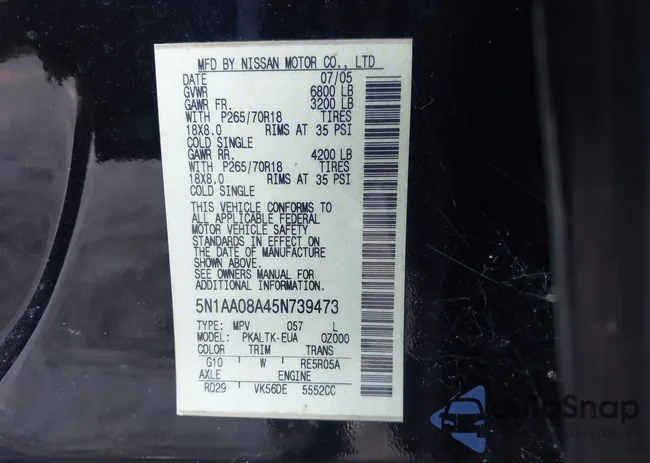 MFD BY NISSAN MOTOR CO., LTD
DATE 07/05
GVWR 6800 LB
GAWR FR. 3200 LB
WITH P265/70R18 TIRES
18X8.0 RIMS AT 35 PSI
COLD SINGLE
GAWR RR. 4200 LB
WITH P265/70R18 TIRES
18X8.0 RIMS AT 35 PSI
COLD SINGLE
THIS VEHICLE CONFORMS TO
ALL APPLICABLE FEDERAL
MOTOR VEHICLE SAFETY
STANDARDS IN EFFECT ON
THE DATE OF MANUFACTURE
SHOWN ABOVE.
SEE OWNERS MANUAL FOR
ADDITIONAL INFORMATION.
5N1AA08A45N739473
TYPE: MPV 057 L
MODEL: PKALTK-EUA QZ000
COLOR TRIM TRANS
G10 W RE5R05A
AXLE ENGINE
RD29 VK56DE 5552CC
AutoSnap